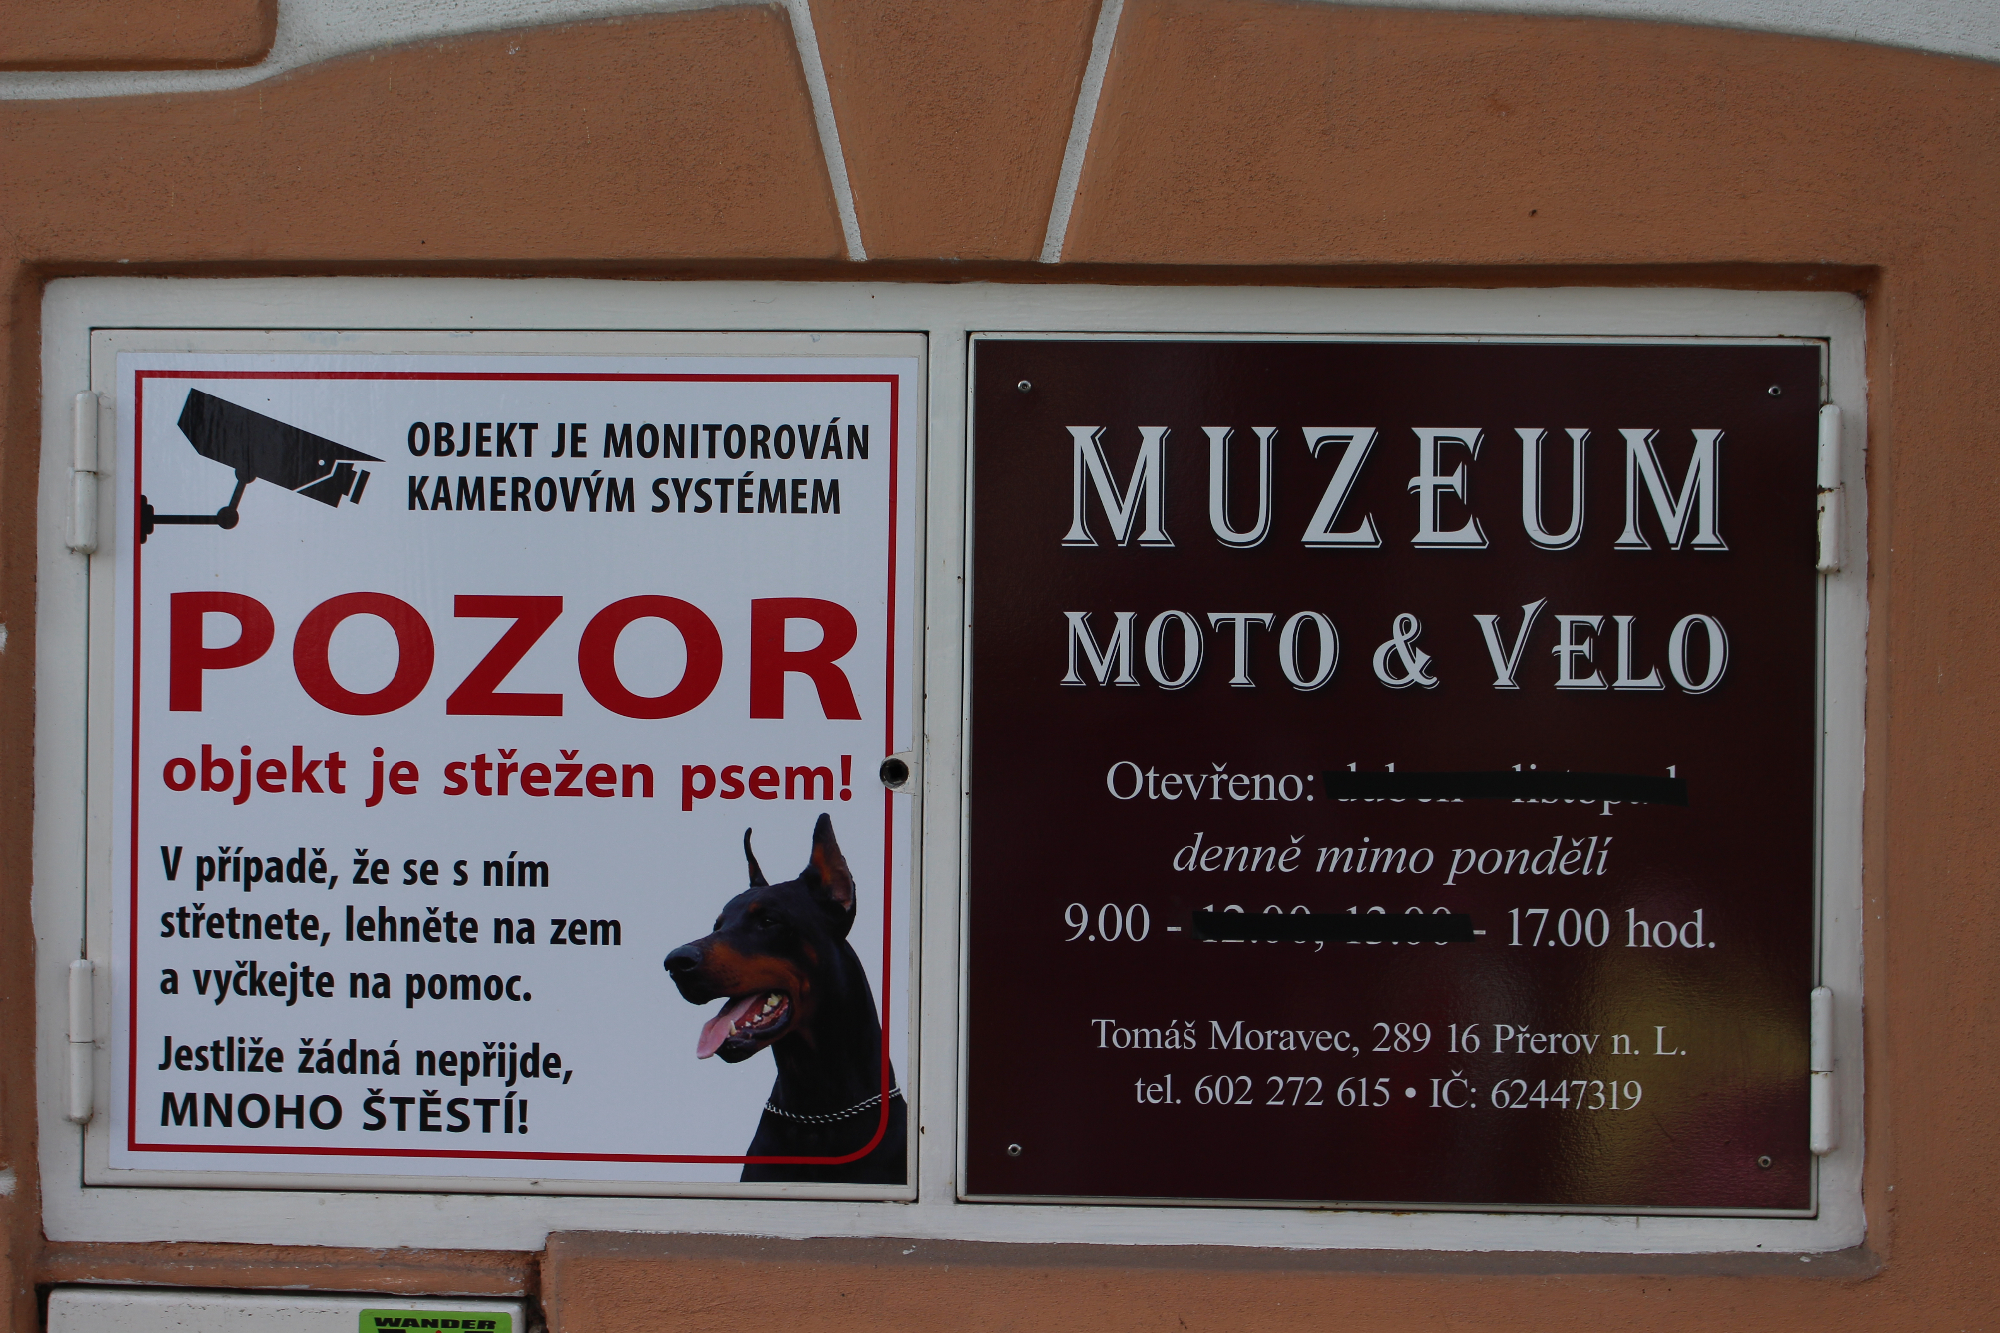 OBJEKT JE MONITOROVÁN
KAMEROVÝM SYSTÉMEM
POZOR
objekt je střežen psem!
V případě, že se s ním
střetnete, lehněte na zem
a vyčkejte na pomoc.
Jestliže žádná nepřijde,
MNOHO ŠTĚSTÍ!
MUZEUM
MOTO & VELO
Otevřeno:
denně mimo pondělí
9.00 - - 17.00 hod.
Tomáš Moravec, 289 16 Přerov n. L.
tel. 602 272 615 • IČ: 62447319
WANDER